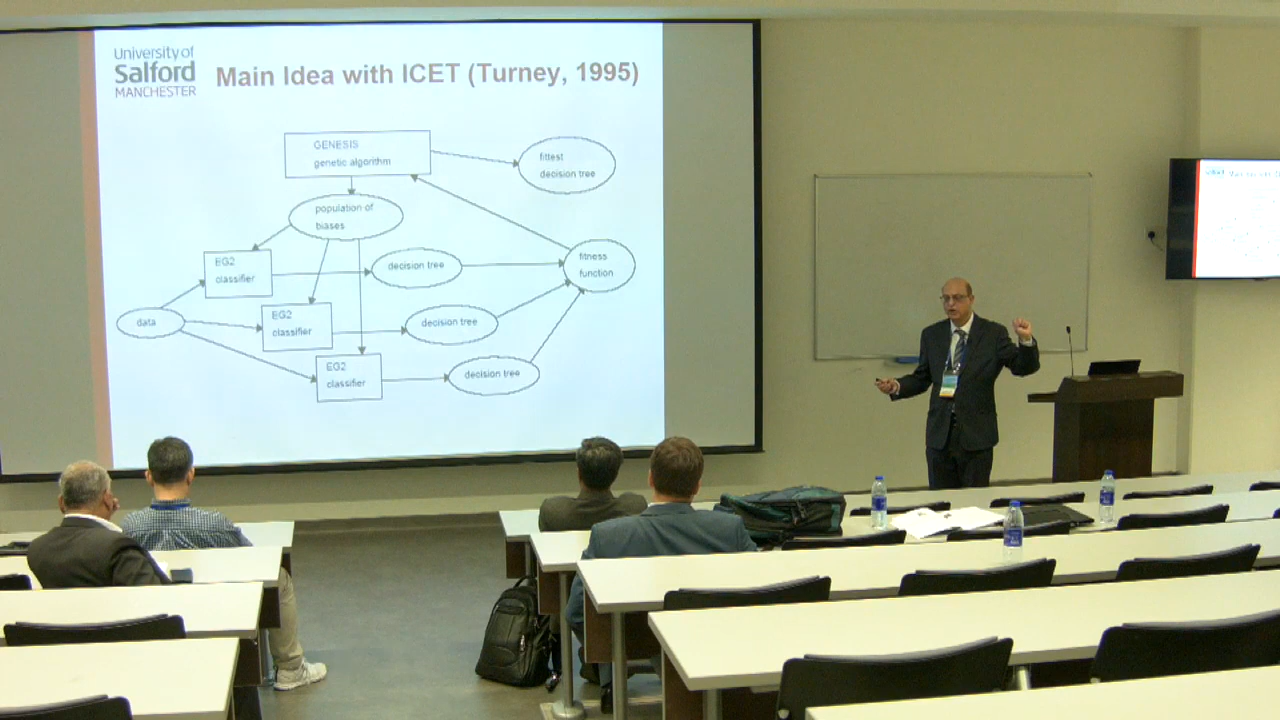 University of
Salford
MANCHESTER
Main Idea with ICET (Turney, 1995)
GENESIS
genetic algorithm
fittest
decision tree
population of
biases
EG2
classifier
decision tree
fitness
function
data
EG2
classifier
decision tree
EG2
classifier
decision tree